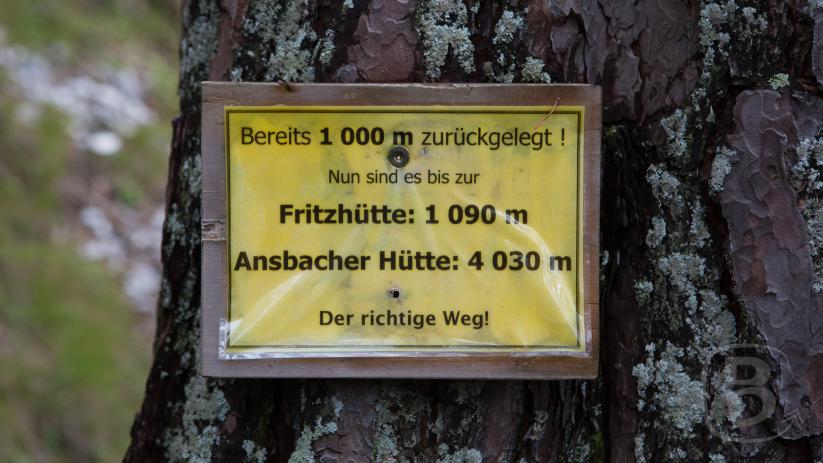 Bereits 1 000 m zurückgelegt !
Nun sind es bis zur
Fritzhütte: 1 090 m
Ansbacher Hütte: 4 030 m
Der richtige Weg!
B